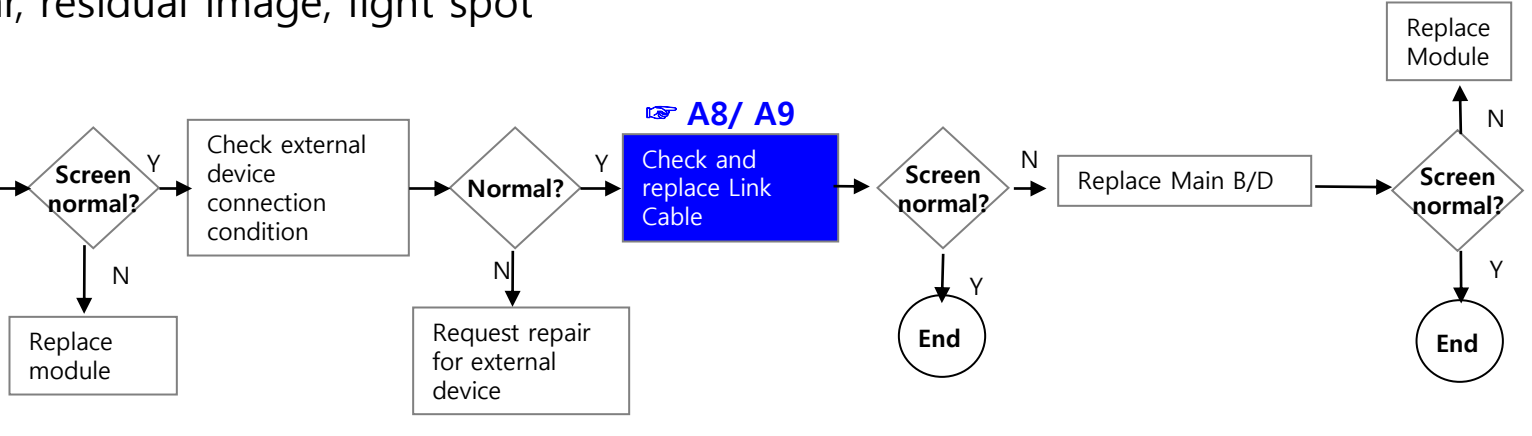 residual image, light spot
Replace
Module
N
☞ A8/ A9
Screen
normal?
Y
Check external
device
connection
condition
Normal?
Y
Check and
replace Link
Cable
Screen
normal?
N
Replace Main B/D
Screen
normal?
N
Replace
module
N
Request repair
for external
device
Y
End
Y
End